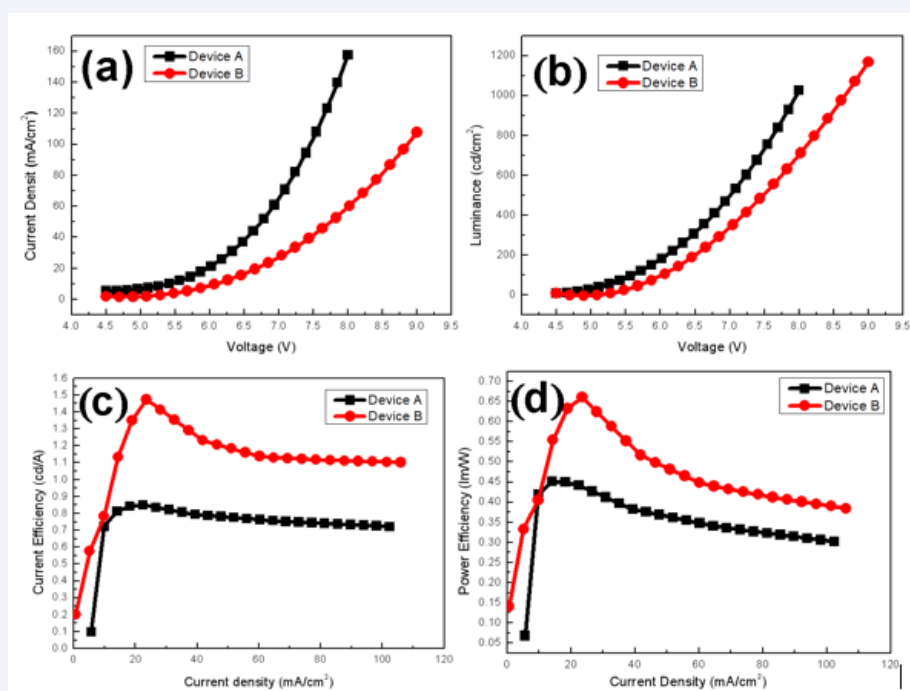 (a)
Device A
Device B
Current Densit (mA/cm²)
160
140
120
100
80
60
40
20
0
4.0 4.5 5.0 5.5 6.0 6.5 7.0 7.5 8.0 8.5 9.0 9.5
Voltage (V)
(b)
Device A
Device B
Luminance (cd/cm²)
1200
1000
800
600
400
200
0
4.0 4.5 5.0 5.5 6.0 6.5 7.0 7.5 8.0 8.5 9.0 9.5
Voltage (V)
(c)
Device A
Device B
Current Efficiency (cd/A)
1.6
1.5
1.4
1.3
1.2
1.1
1.0
0.9
0.8
0.7
0.6
0.5
0.4
0.3
0.2
0.1
0.0
0 20 40 60 80 100 120
Current density (mA/cm²)
(d)
Device A
Device B
Power Efficiency (lm/W)
0.70
0.65
0.60
0.55
0.50
0.45
0.40
0.35
0.30
0.25
0.20
0.15
0.10
0.05
0 20 40 60 80 100 120
Current Density (mA/cm²)